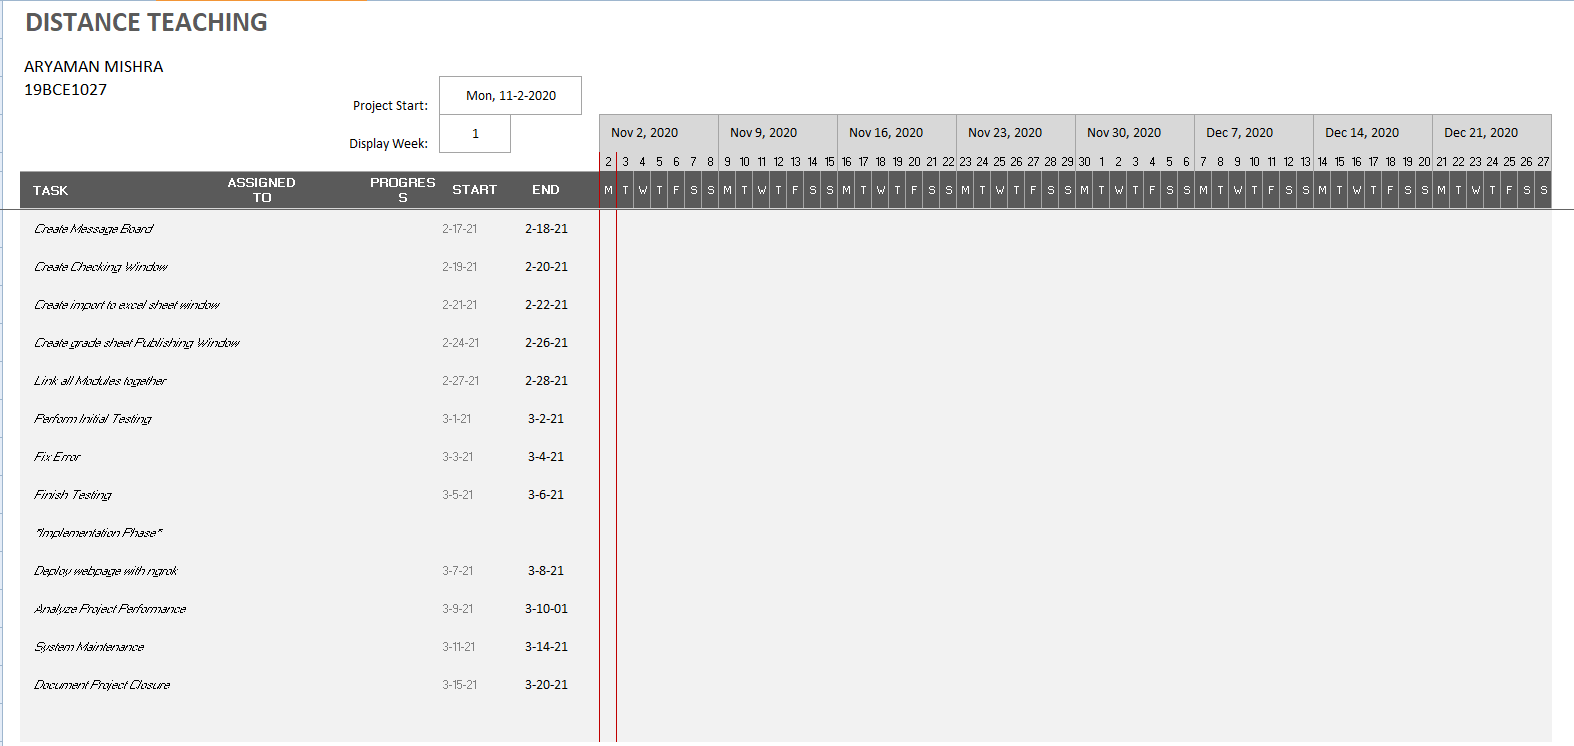 DISTANCE TEACHING
ARYAMAN MISHRA
19BCE1027
Project Start: Mon, 11-2-2020
Display Week: 1
Nov 2, 2020 Nov 9, 2020 Nov 16, 2020 Nov 23, 2020 Nov 30, 2020 Dec 7, 2020 Dec 14, 2020 Dec 21, 2020
2 3 4 5 6 7 8 9 10 11 12 13 14 15 16 17 18 19 20 21 22 23 24 25 26 27 28 29 30 1 2 3 4 5 6 7 8 9 10 11 12 13 14 15 16 17 18 19 20 21 22 23 24 25 26 27
TASK ASSIGNED TO PROGRESS START END M T W T F S S M T W T F S S M T W T F S S M T W T F S S M T W T F S S M T W T F S S M T W T F S S M T W T F S S
Create Message Board 2-17-21 2-18-21
Create Checking Window 2-19-21 2-20-21
Create import to excel sheet window 2-21-21 2-22-21
Create grade sheet Publishing Window 2-24-21 2-26-21
Link all Modules together 2-27-21 2-28-21
Perform Initial Testing 3-1-21 3-2-21
Fix Error 3-3-21 3-4-21
Finish Testing 3-5-21 3-6-21
"Implementation Phase"
Deploy webpage with ngrok 3-7-21 3-8-21
Analyze Project Performance 3-9-21 3-10-01
System Maintenance 3-11-21 3-14-21
Document Project Closure 3-15-21 3-20-21